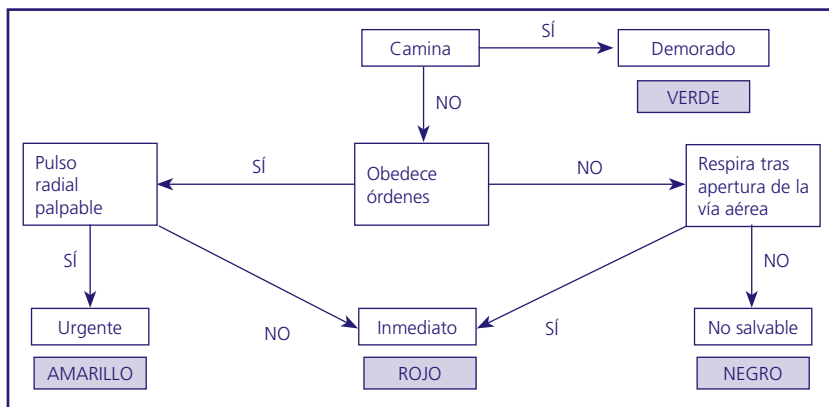 Camina
SÍ
Demorado
VERDE
NO
Pulso
radial
palpable
SÍ
Obedece
órdenes
NO
Respira tras
apertura de la
vía aérea
SÍ
NO
Urgente
NO
Inmediato
SÍ
No salvable
AMARILLO
ROJO
NEGRO